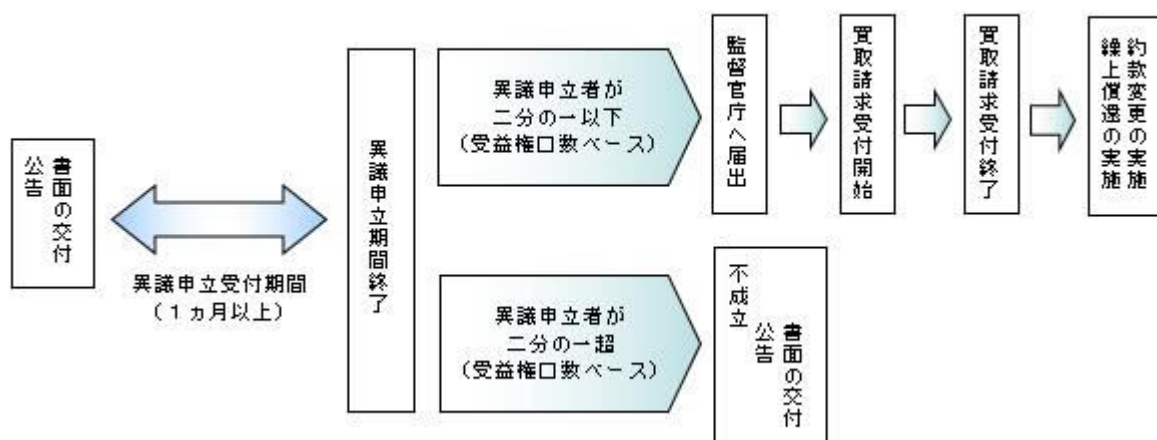 公告
書面の交付
異議申立受付期間
（１ヵ月以上）
異議申立期間終了
異議申立者が
二分の一以下
（受益権口数ベース）
監督官庁へ届出
買取請求受付開始
買取請求受付終了
約款変更の実施
繰上償還の実施
異議申立者が
二分の一超
（受益権口数ベース）
不成立
公告
書面の交付